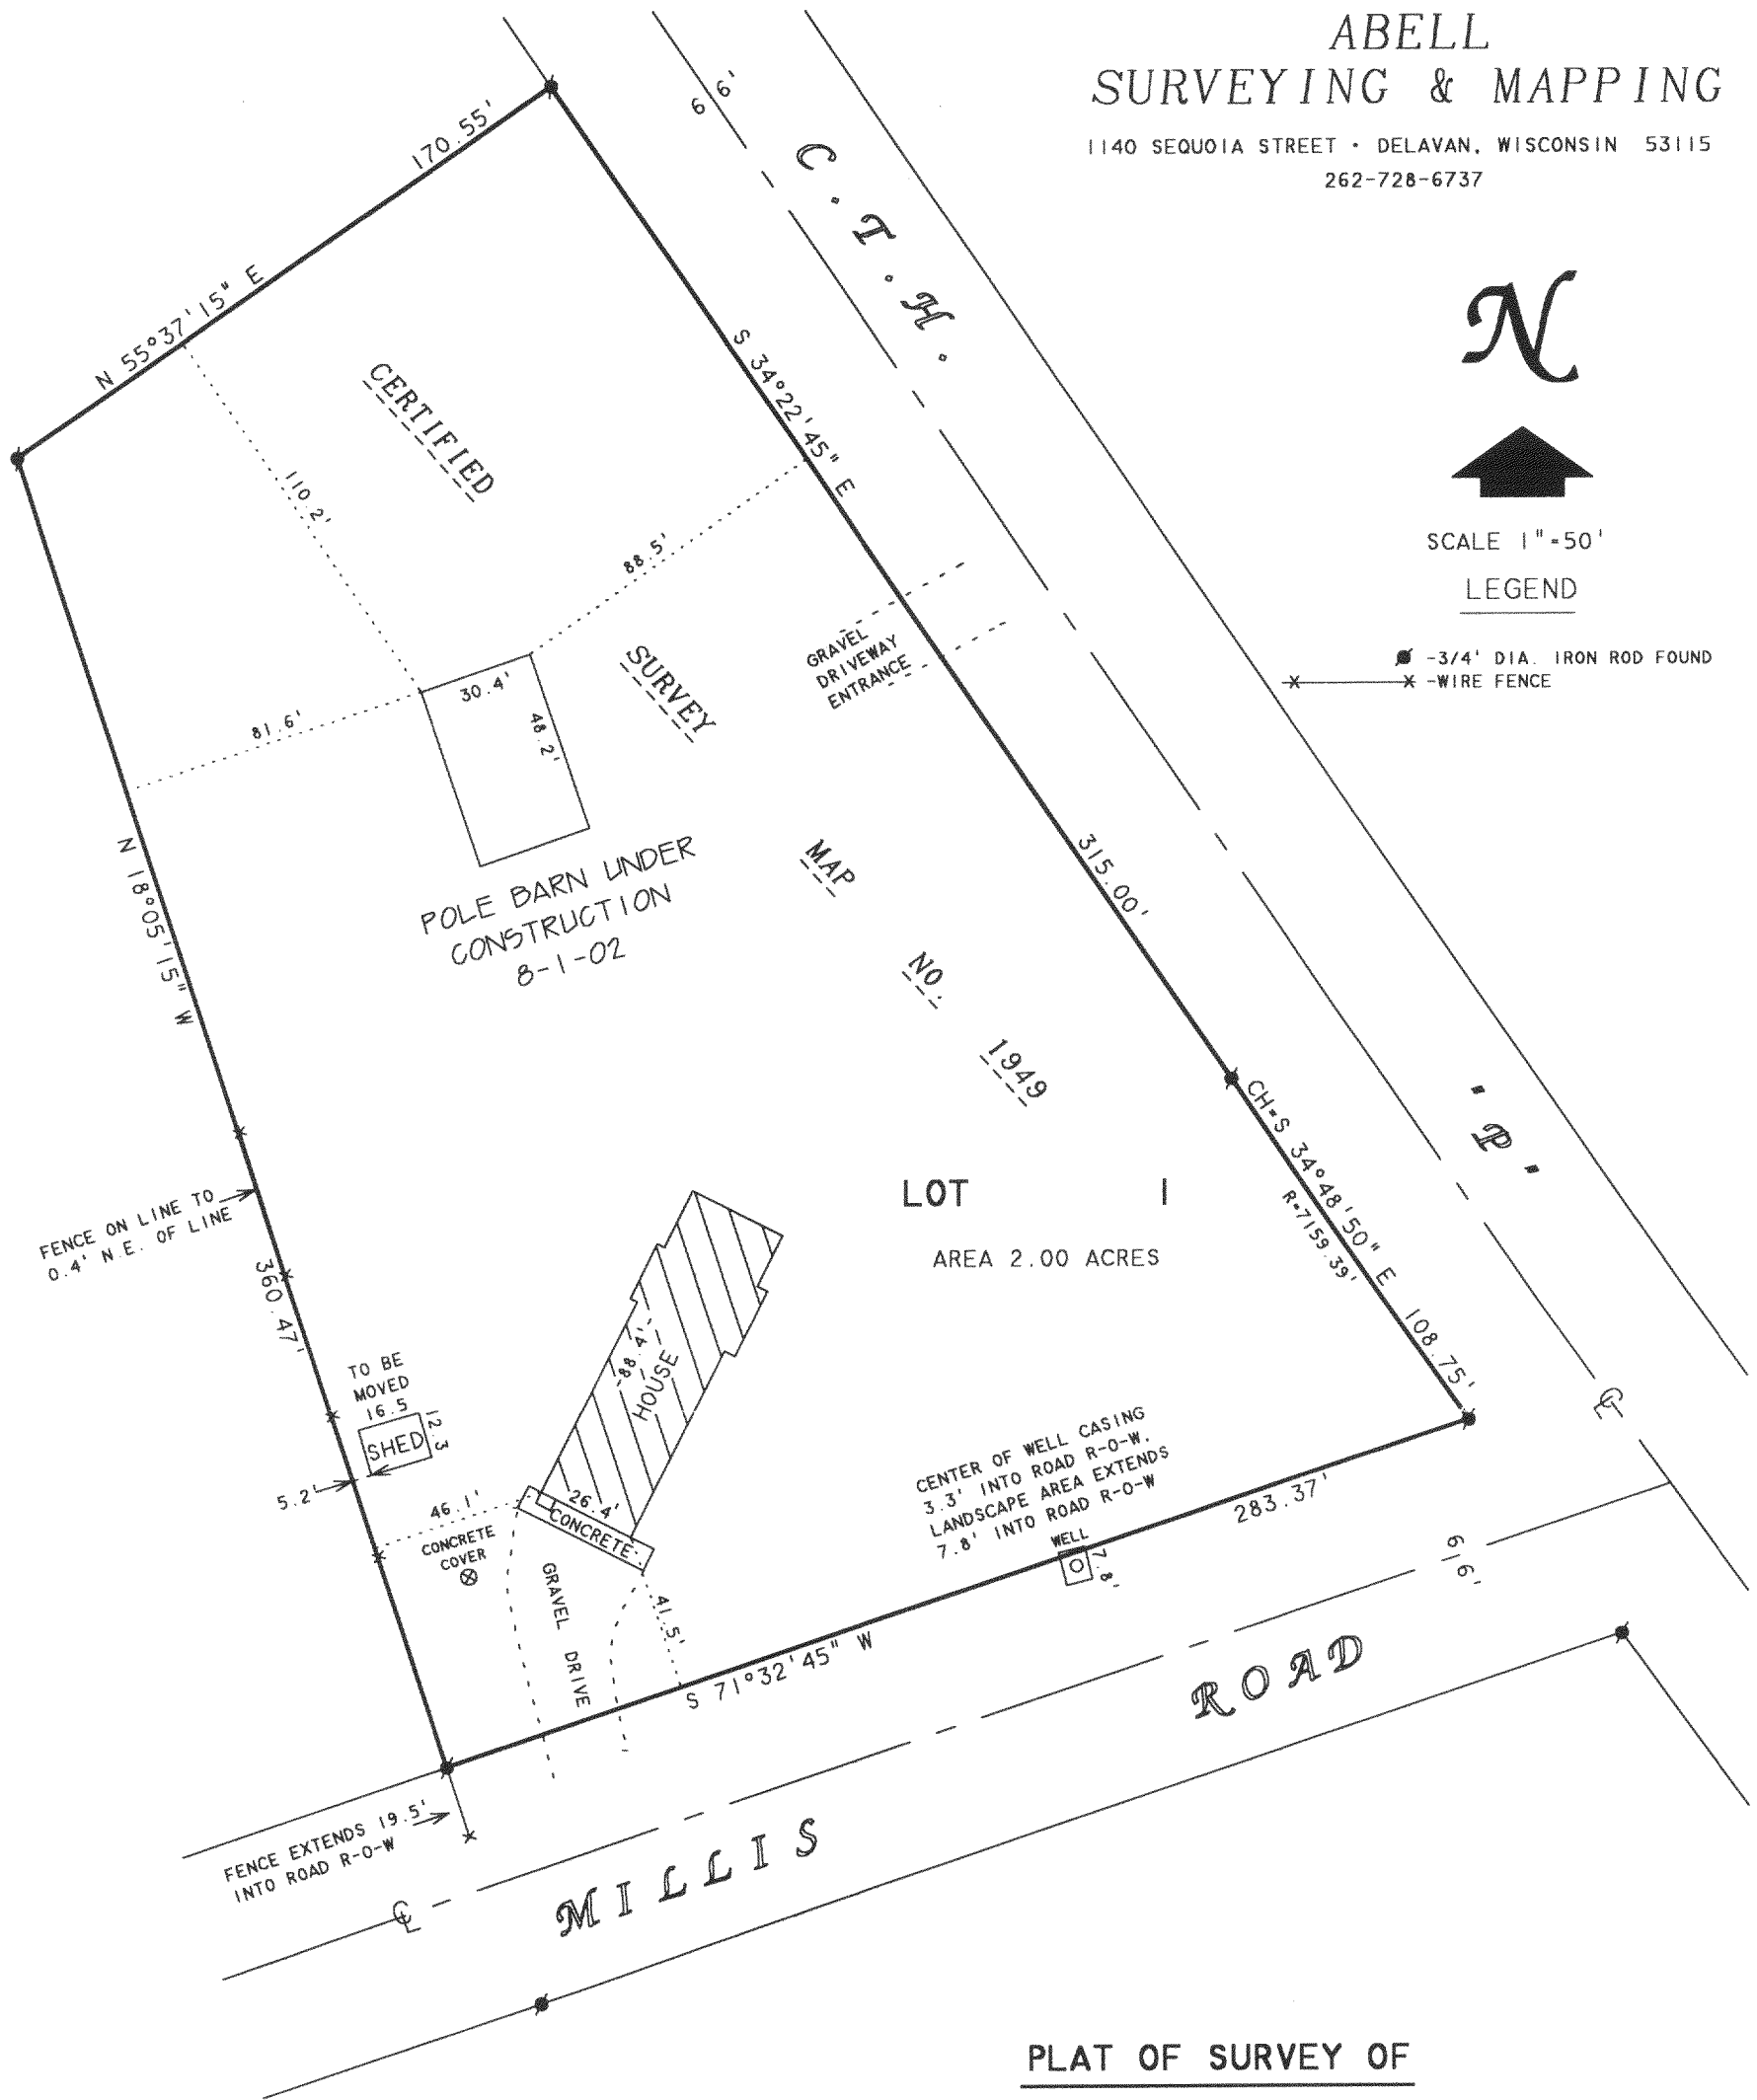 ABELL
SURVEYING & MAPPING
1140 SEQUOIA STREET · DELAVAN, WISCONSIN 53115
262-728-6737
N
SCALE 1"=50'
LEGEND
-3/4' DIA. IRON ROD FOUND
-WIRE FENCE
66'
C.T.H.
"P"
170.55'
N 55°37'15" E
S 34°22'45" E
315.00'
CERTIFIED
SURVEY
MAP
NO.
1949
110.2'
88.5'
81.6'
30.4'
48.2'
GRAVEL
DRIVEWAY
ENTRANCE
POLE BARN UNDER
CONSTRUCTION
8-1-02
N 18°05'15" W
360.47'
FENCE ON LINE TO
0.4' N.E. OF LINE
CH=S 34°48'50" E
108.75'
R=7159.39'
LOT 1
AREA 2.00 ACRES
88.4'
HOUSE
TO BE
MOVED
16.5
12.3
SHED
5.2'
46.1'
26.4'
CONCRETE
CONCRETE
COVER
GRAVEL DRIVE
41.5'
CENTER OF WELL CASING
3.3' INTO ROAD R-O-W.
LANDSCAPE AREA EXTENDS
7.8' INTO ROAD R-O-W
WELL
7.8'
283.37'
S 71°32'45" W
66'
CL
MILLIS ROAD
FENCE EXTENDS 19.5'
INTO ROAD R-O-W
CL
PLAT OF SURVEY OF